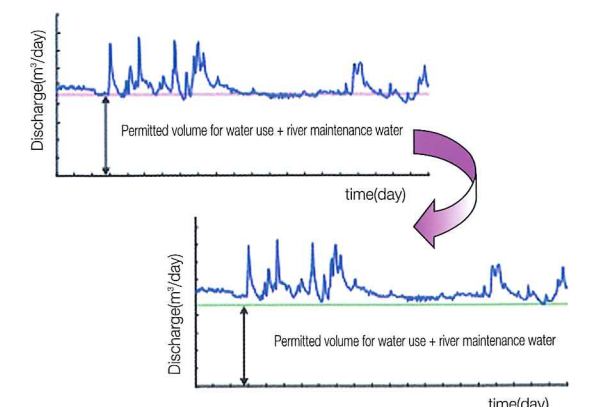 Discharge(m³/day)
Permitted volume for water use + river maintenance water
time(day)
Discharge(m³/day)
Permitted volume for water use + river maintenance water
time(day)